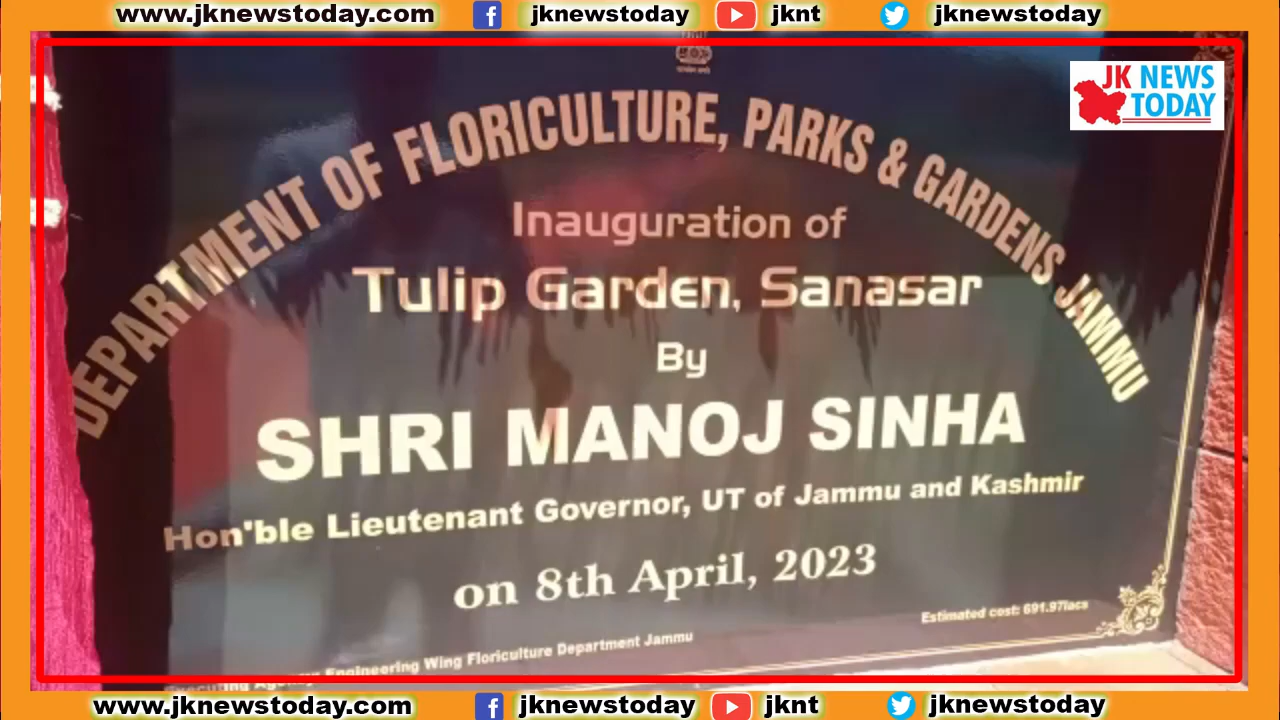 www.jknewstoday.com jknewstoday jknt jknewstoday
JK NEWS
TODAY
DEPARTMENT OF FLORICULTURE, PARKS & GARDENS JAMMU
Inauguration of
Tulip Garden, Sanasar
By
SHRI MANOJ SINHA
Hon'ble Lieutenant Governor, UT of Jammu and Kashmir
on 8th April, 2023
Estimated cost: 691.97lacs
Engineering Wing Floriculture Department Jammu
www.jknewstoday.com jknewstoday jknt jknewstoday